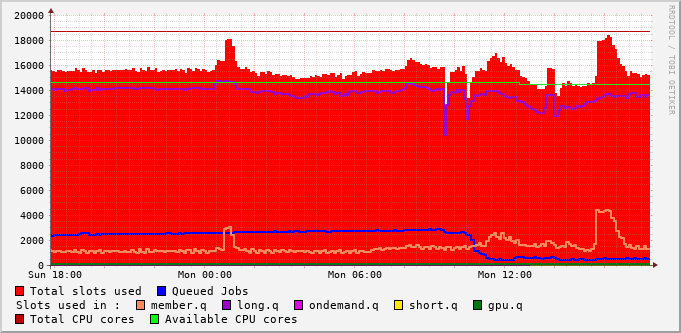 20000
18000
16000
14000
12000
10000
8000
6000
4000
2000
0
Sun 18:00 Mon 00:00 Mon 06:00 Mon 12:00
Total slots used Queued Jobs
Slots used in : member.q long.q ondemand.q short.q gpu.q
Total CPU cores Available CPU cores
RRDTOOL / TOBI OETIKER